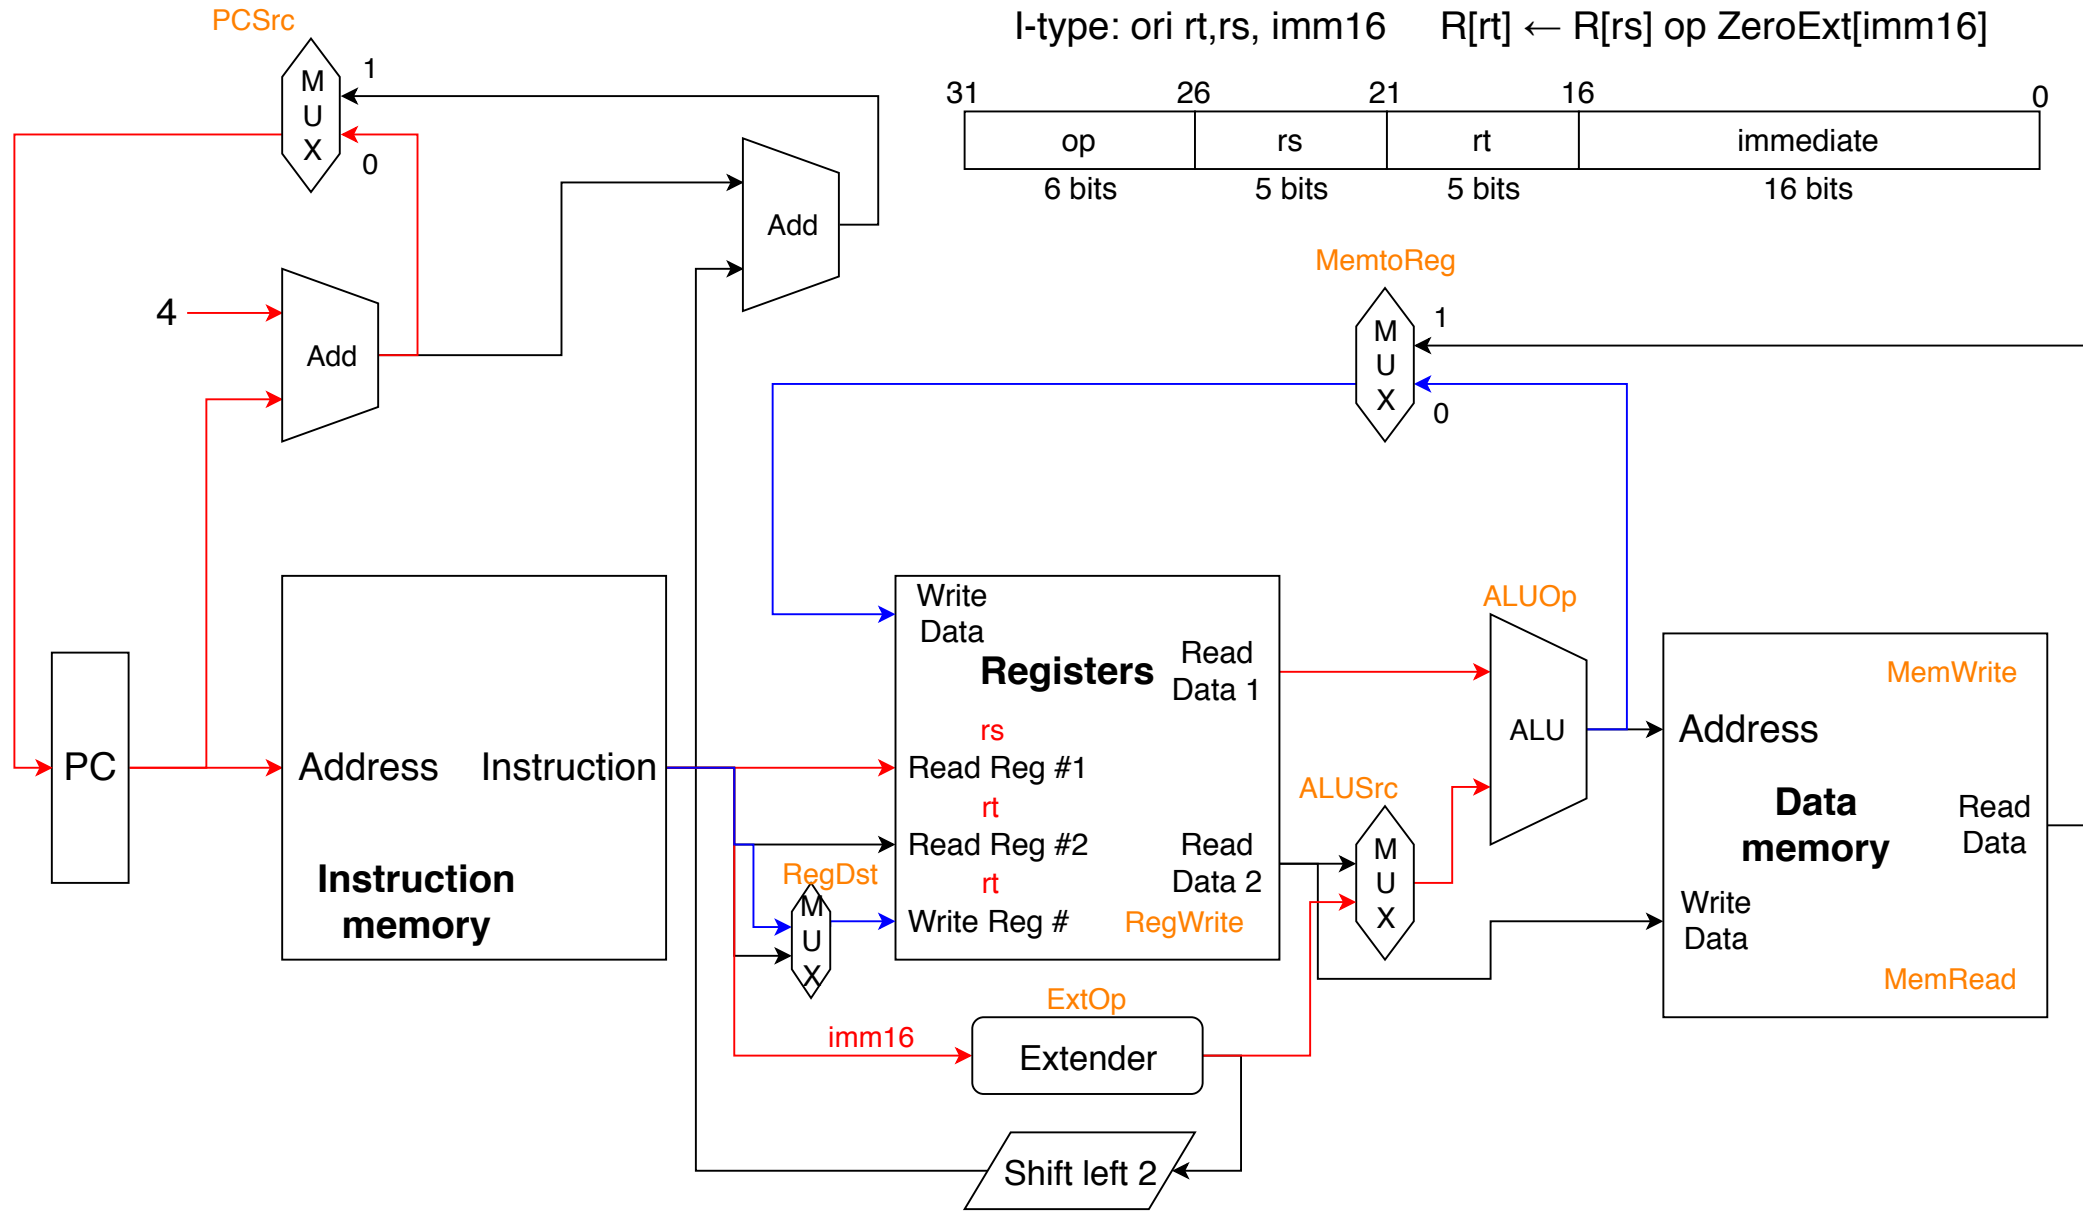 PCSrc
I-type: ori rt,rs, imm16 R[rt] ← R[rs] op ZeroExt[imm16]
M
U
X
1
0
31 26 21 16 0
op rs rt immediate
6 bits 5 bits 5 bits 16 bits
Add
4
Add
MemtoReg
M
U
X
1
0
PC
Address Instruction
Instruction
memory
Write
Data
Registers
Read
Data 1
rs
Read Reg #1
rt
Read Reg #2
rt
Write Reg #
Read
Data 2
RegWrite
RegDst
M
U
X
ALUOp
ALU
ALUSrc
M
U
X
MemWrite
Address
Data
memory
Read
Data
Write
Data
MemRead
ExtOp
imm16
Extender
Shift left 2